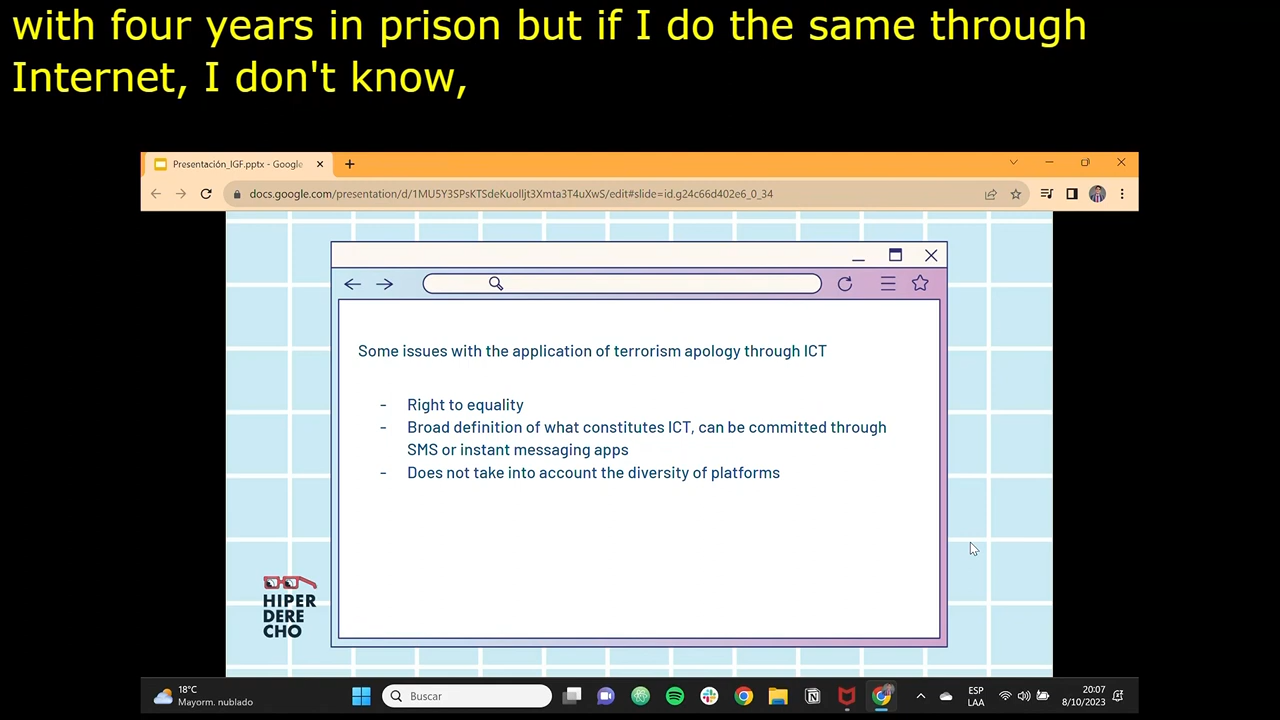 with four years in prison but if I do the same through
Internet, I don't know,
Presentación_IGF.pptx - Google
docs.google.com/presentation/d/1MU5Y3SPsKTSdeKuolljt3Xmta3T4uXwS/edit#slide=id.g24c66d402e6_0_34
Some issues with the application of terrorism apology through ICT
- Right to equality
- Broad definition of what constitutes ICT, can be committed through
SMS or instant messaging apps
- Does not take into account the diversity of platforms
HIPER
DERE
CHO
18°C
Mayorm. nublado
Buscar
ESP
LAA
20:07
8/10/2023